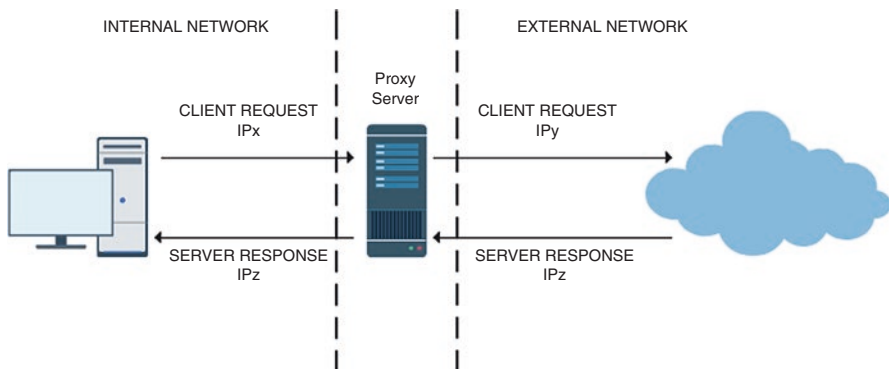 INTERNAL NETWORK
EXTERNAL NETWORK
Proxy
Server
CLIENT REQUEST
IPx
CLIENT REQUEST
IPy
SERVER RESPONSE
IPz
SERVER RESPONSE
IPz